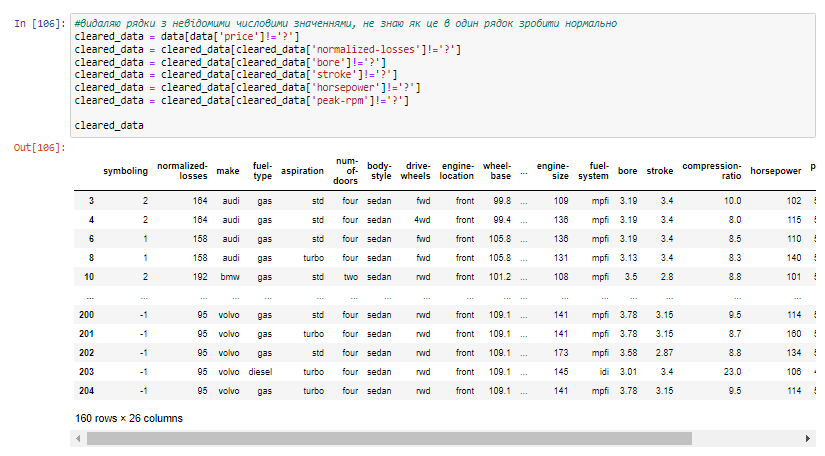 In [106]: #видаляю рядки з невідомими числовими значеннями, не знаю як це в один рядок зробити нормально
cleared_data = data[data['price']!='?']
cleared_data = cleared_data[cleared_data['normalized-losses']!='?']
cleared_data = cleared_data[cleared_data['bore']!='?']
cleared_data = cleared_data[cleared_data['stroke']!='?']
cleared_data = cleared_data[cleared_data['horsepower']!='?']
cleared_data = cleared_data[cleared_data['peak-rpm']!='?']
cleared_data
Out[106]:
symboling normalized-losses make fuel-type aspiration num-of-doors body-style drive-wheels engine-location wheel-base ... engine-size fuel-system bore stroke compression-ratio horsepower p
3 2 164 audi gas std four sedan fwd front 99.8 ... 109 mpfi 3.19 3.4 10.0 102
4 2 164 audi gas std four sedan 4wd front 99.4 ... 136 mpfi 3.19 3.4 8.0 115
6 1 158 audi gas std four sedan fwd front 105.8 ... 136 mpfi 3.19 3.4 8.5 110
8 1 158 audi gas turbo four sedan fwd front 105.8 ... 131 mpfi 3.13 3.4 8.3 140
10 2 192 bmw gas std two sedan rwd front 101.2 ... 108 mpfi 3.5 2.8 8.8 101
... ... ... ... ... ... ... ... ... ... ... ... ... ... ... ... ... ...
200 -1 95 volvo gas std four sedan rwd front 109.1 ... 141 mpfi 3.78 3.15 9.5 114
201 -1 95 volvo gas turbo four sedan rwd front 109.1 ... 141 mpfi 3.78 3.15 8.7 160
202 -1 95 volvo gas std four sedan rwd front 109.1 ... 173 mpfi 3.58 2.87 8.8 134
203 -1 95 volvo diesel turbo four sedan rwd front 109.1 ... 145 idi 3.01 3.4 23.0 106
204 -1 95 volvo gas turbo four sedan rwd front 109.1 ... 141 mpfi 3.78 3.15 9.5 114
160 rows × 26 columns